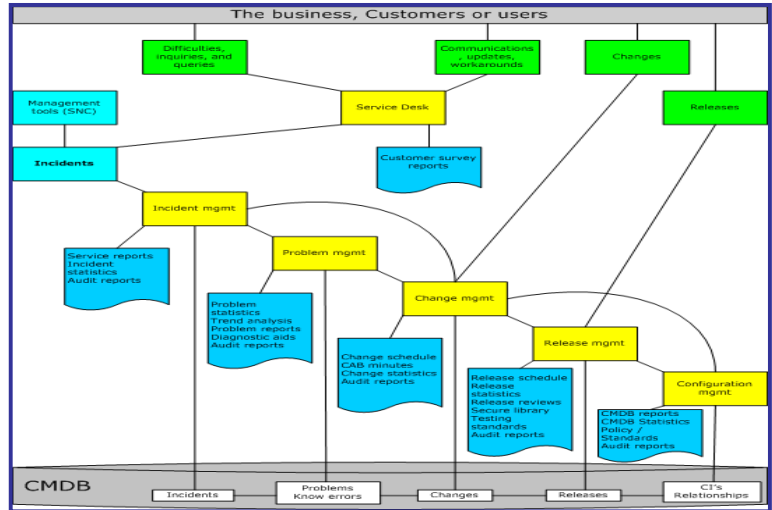 The business, Customers or users
Difficulties,
inquiries, and
queries
Communications
, updates,
workarounds
Changes
Management
tools (SNC)
Service Desk
Releases
Incidents
Customer survey
reports
Incident mgmt
Service reports
Incident
statistics
Audit reports
Problem mgmt
Problem
statistics
Trend analysis
Problem reports
Diagnostic aids
Audit reports
Change mgmt
Change schedule
CAB minutes
Change statistics
Audit reports
Release mgmt
Release schedule
Release
statistics
Release reviews
Secure library
Testing
standards
Audit reports
Configuration
mgmt
CMDB reports
CMDB Statistics
Policy /
Standards
Audit reports
CMDB
Incidents
Problems
Know errors
Changes
Releases
CI's
Relationships